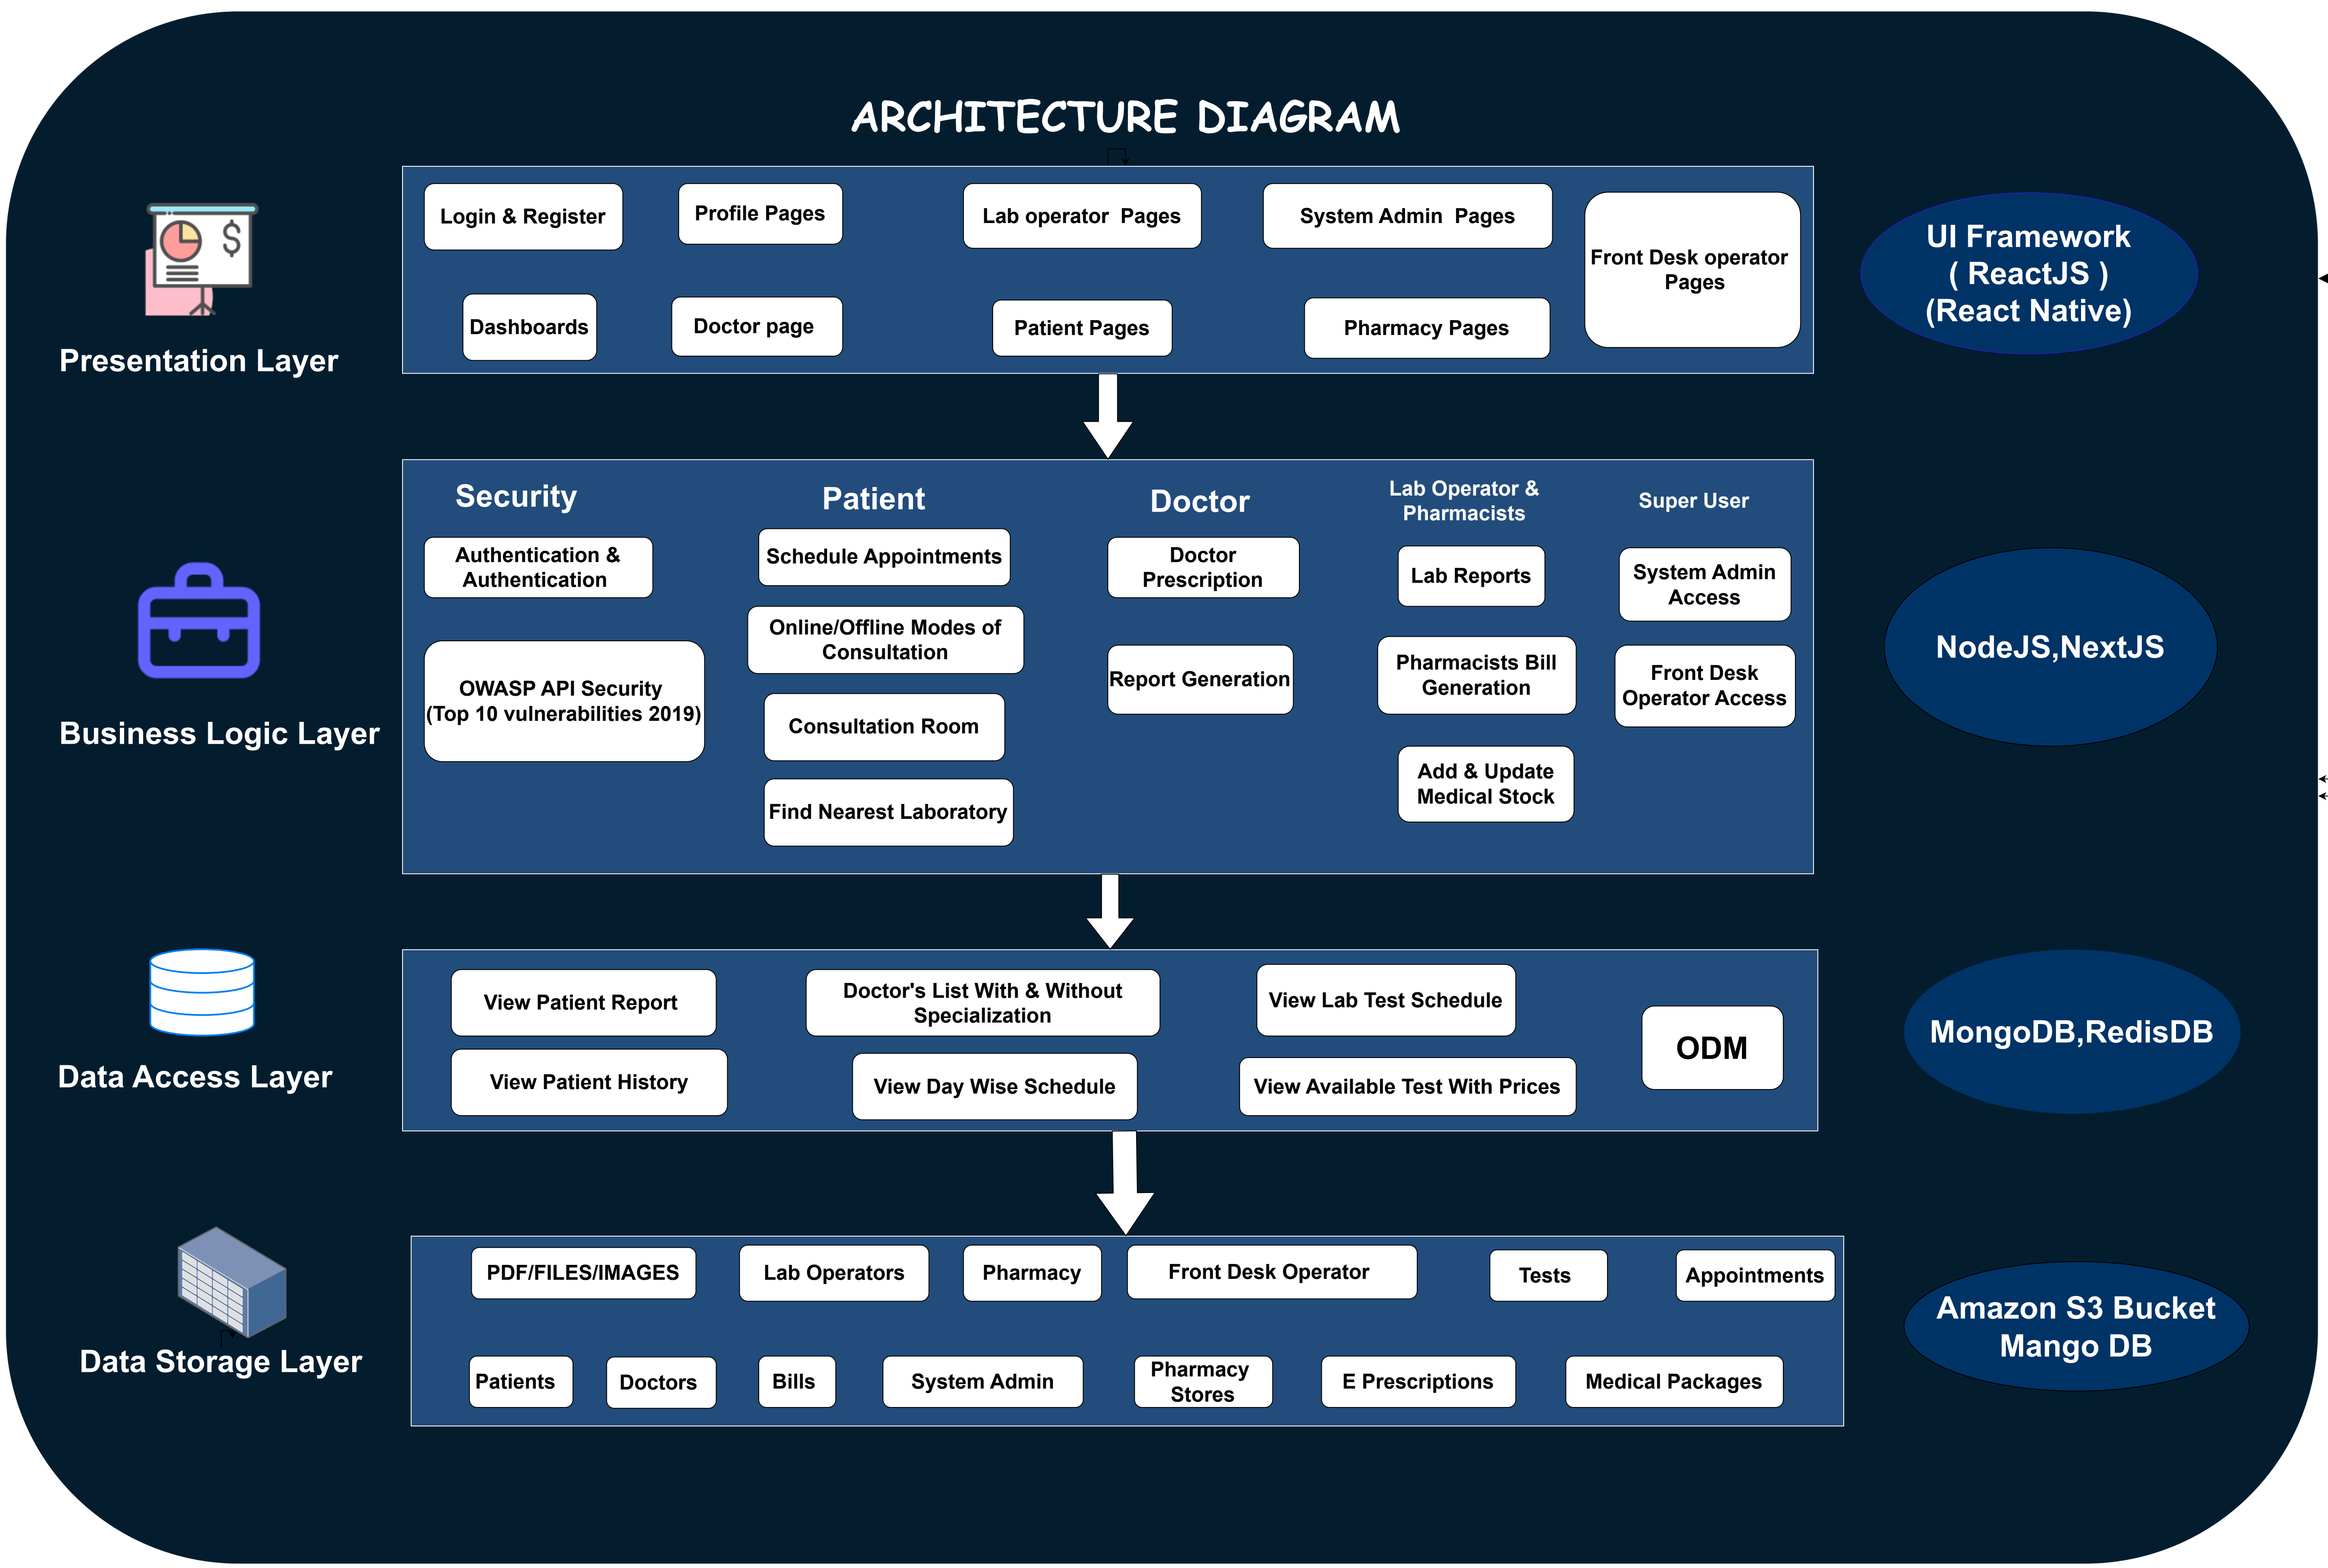 ARCHITECTURE DIAGRAM
Login & Register
Profile Pages
Lab operator  Pages
System Admin  Pages
Front Desk operator
Pages
Dashboards
Doctor page
Patient Pages
Pharmacy Pages
Presentation Layer
UI Framework
( ReactJS )
(React Native)
Security
Authentication &
Authentication
OWASP API Security
(Top 10 vulnerabilities 2019)
Patient
Schedule Appointments
Online/Offline Modes of
Consultation
Consultation Room
Find Nearest Laboratory
Doctor
Doctor
Prescription
Report Generation
Lab Operator &
Pharmacists
Lab Reports
Pharmacists Bill
Generation
Add & Update
Medical Stock
Super User
System Admin
Access
Front Desk
Operator Access
Business Logic Layer
NodeJS,NextJS
View Patient Report
Doctor's List With & Without
Specialization
View Lab Test Schedule
ODM
View Patient History
View Day Wise Schedule
View Available Test With Prices
Data Access Layer
MongoDB,RedisDB
PDF/FILES/IMAGES
Lab Operators
Pharmacy
Front Desk Operator
Tests
Appointments
Patients
Doctors
Bills
System Admin
Pharmacy
Stores
E Prescriptions
Medical Packages
Data Storage Layer
Amazon S3 Bucket
Mango DB